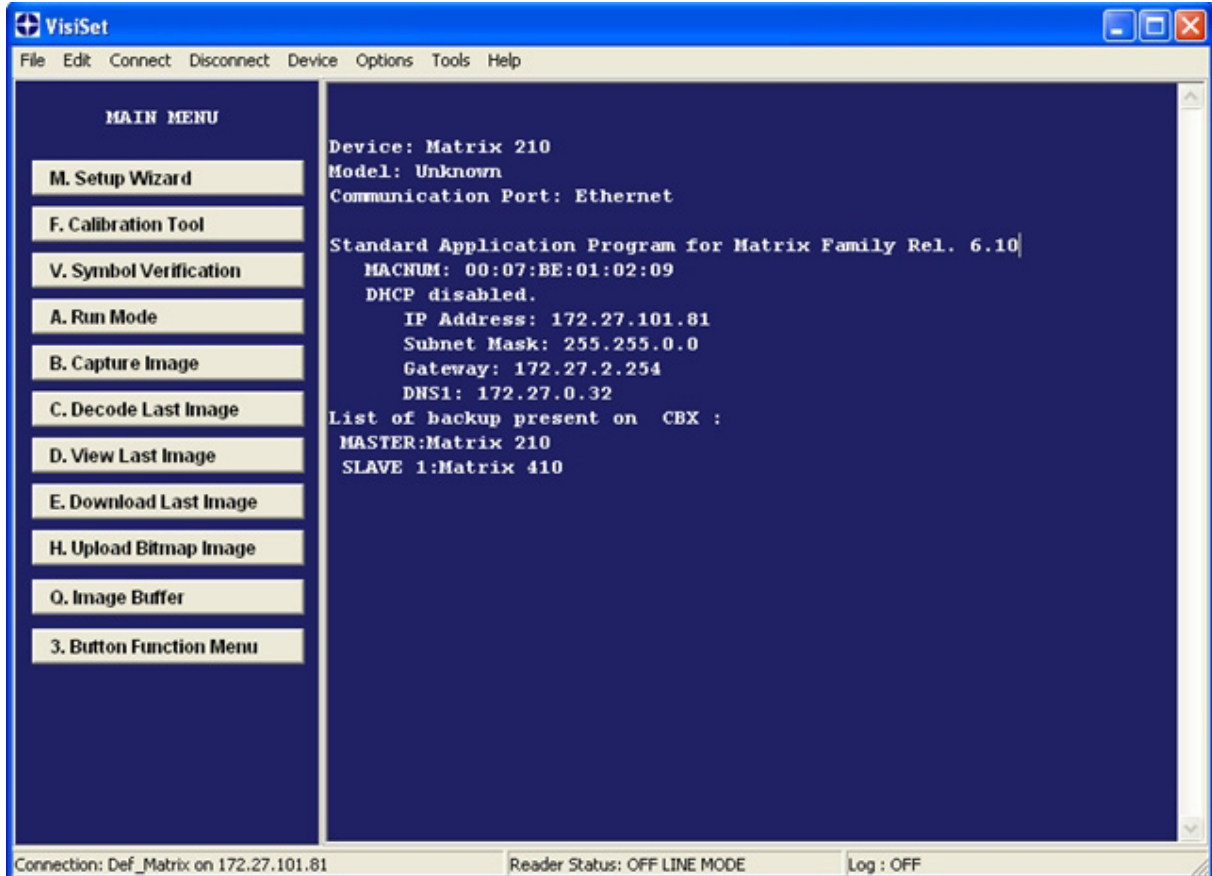 VisiSet
File Edit Connect Disconnect Device Options Tools Help
MAIN MENU
M. Setup Wizard
F. Calibration Tool
V. Symbol Verification
A. Run Mode
B. Capture Image
C. Decode Last Image
D. View Last Image
E. Download Last Image
H. Upload Bitmap Image
Q. Image Buffer
3. Button Function Menu
Device: Matrix 210
Model: Unknown
Communication Port: Ethernet
Standard Application Program for Matrix Family Rel. 6.10
MACNUM: 00:07:BE:01:02:09
DHCP disabled.
IP Address: 172.27.101.81
Subnet Mask: 255.255.0.0
Gateway: 172.27.2.254
DNS1: 172.27.0.32
List of backup present on CBX :
MASTER:Matrix 210
SLAVE 1:Matrix 410
Connection: Def_Matrix on 172.27.101.81
Reader Status: OFF LINE MODE
Log : OFF